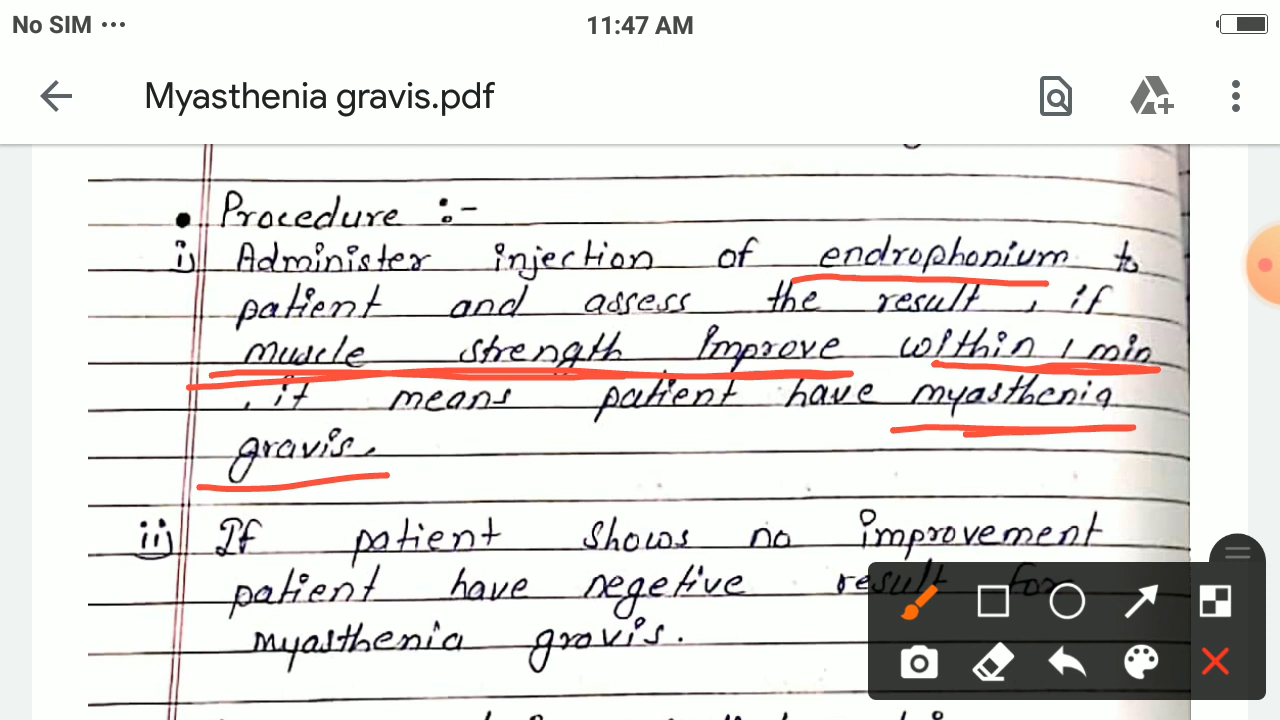 No SIM ···
11:47 AM
Myasthenia gravis.pdf
• Procedure :-
i) Administer injection of endrophonium to
patient and assess the result, if
muscle strength improve within 1 min
, it means patient have myasthenia
gravis.
ii) If patient shows no improvement
patient have negetive result for
myasthenia gravis.